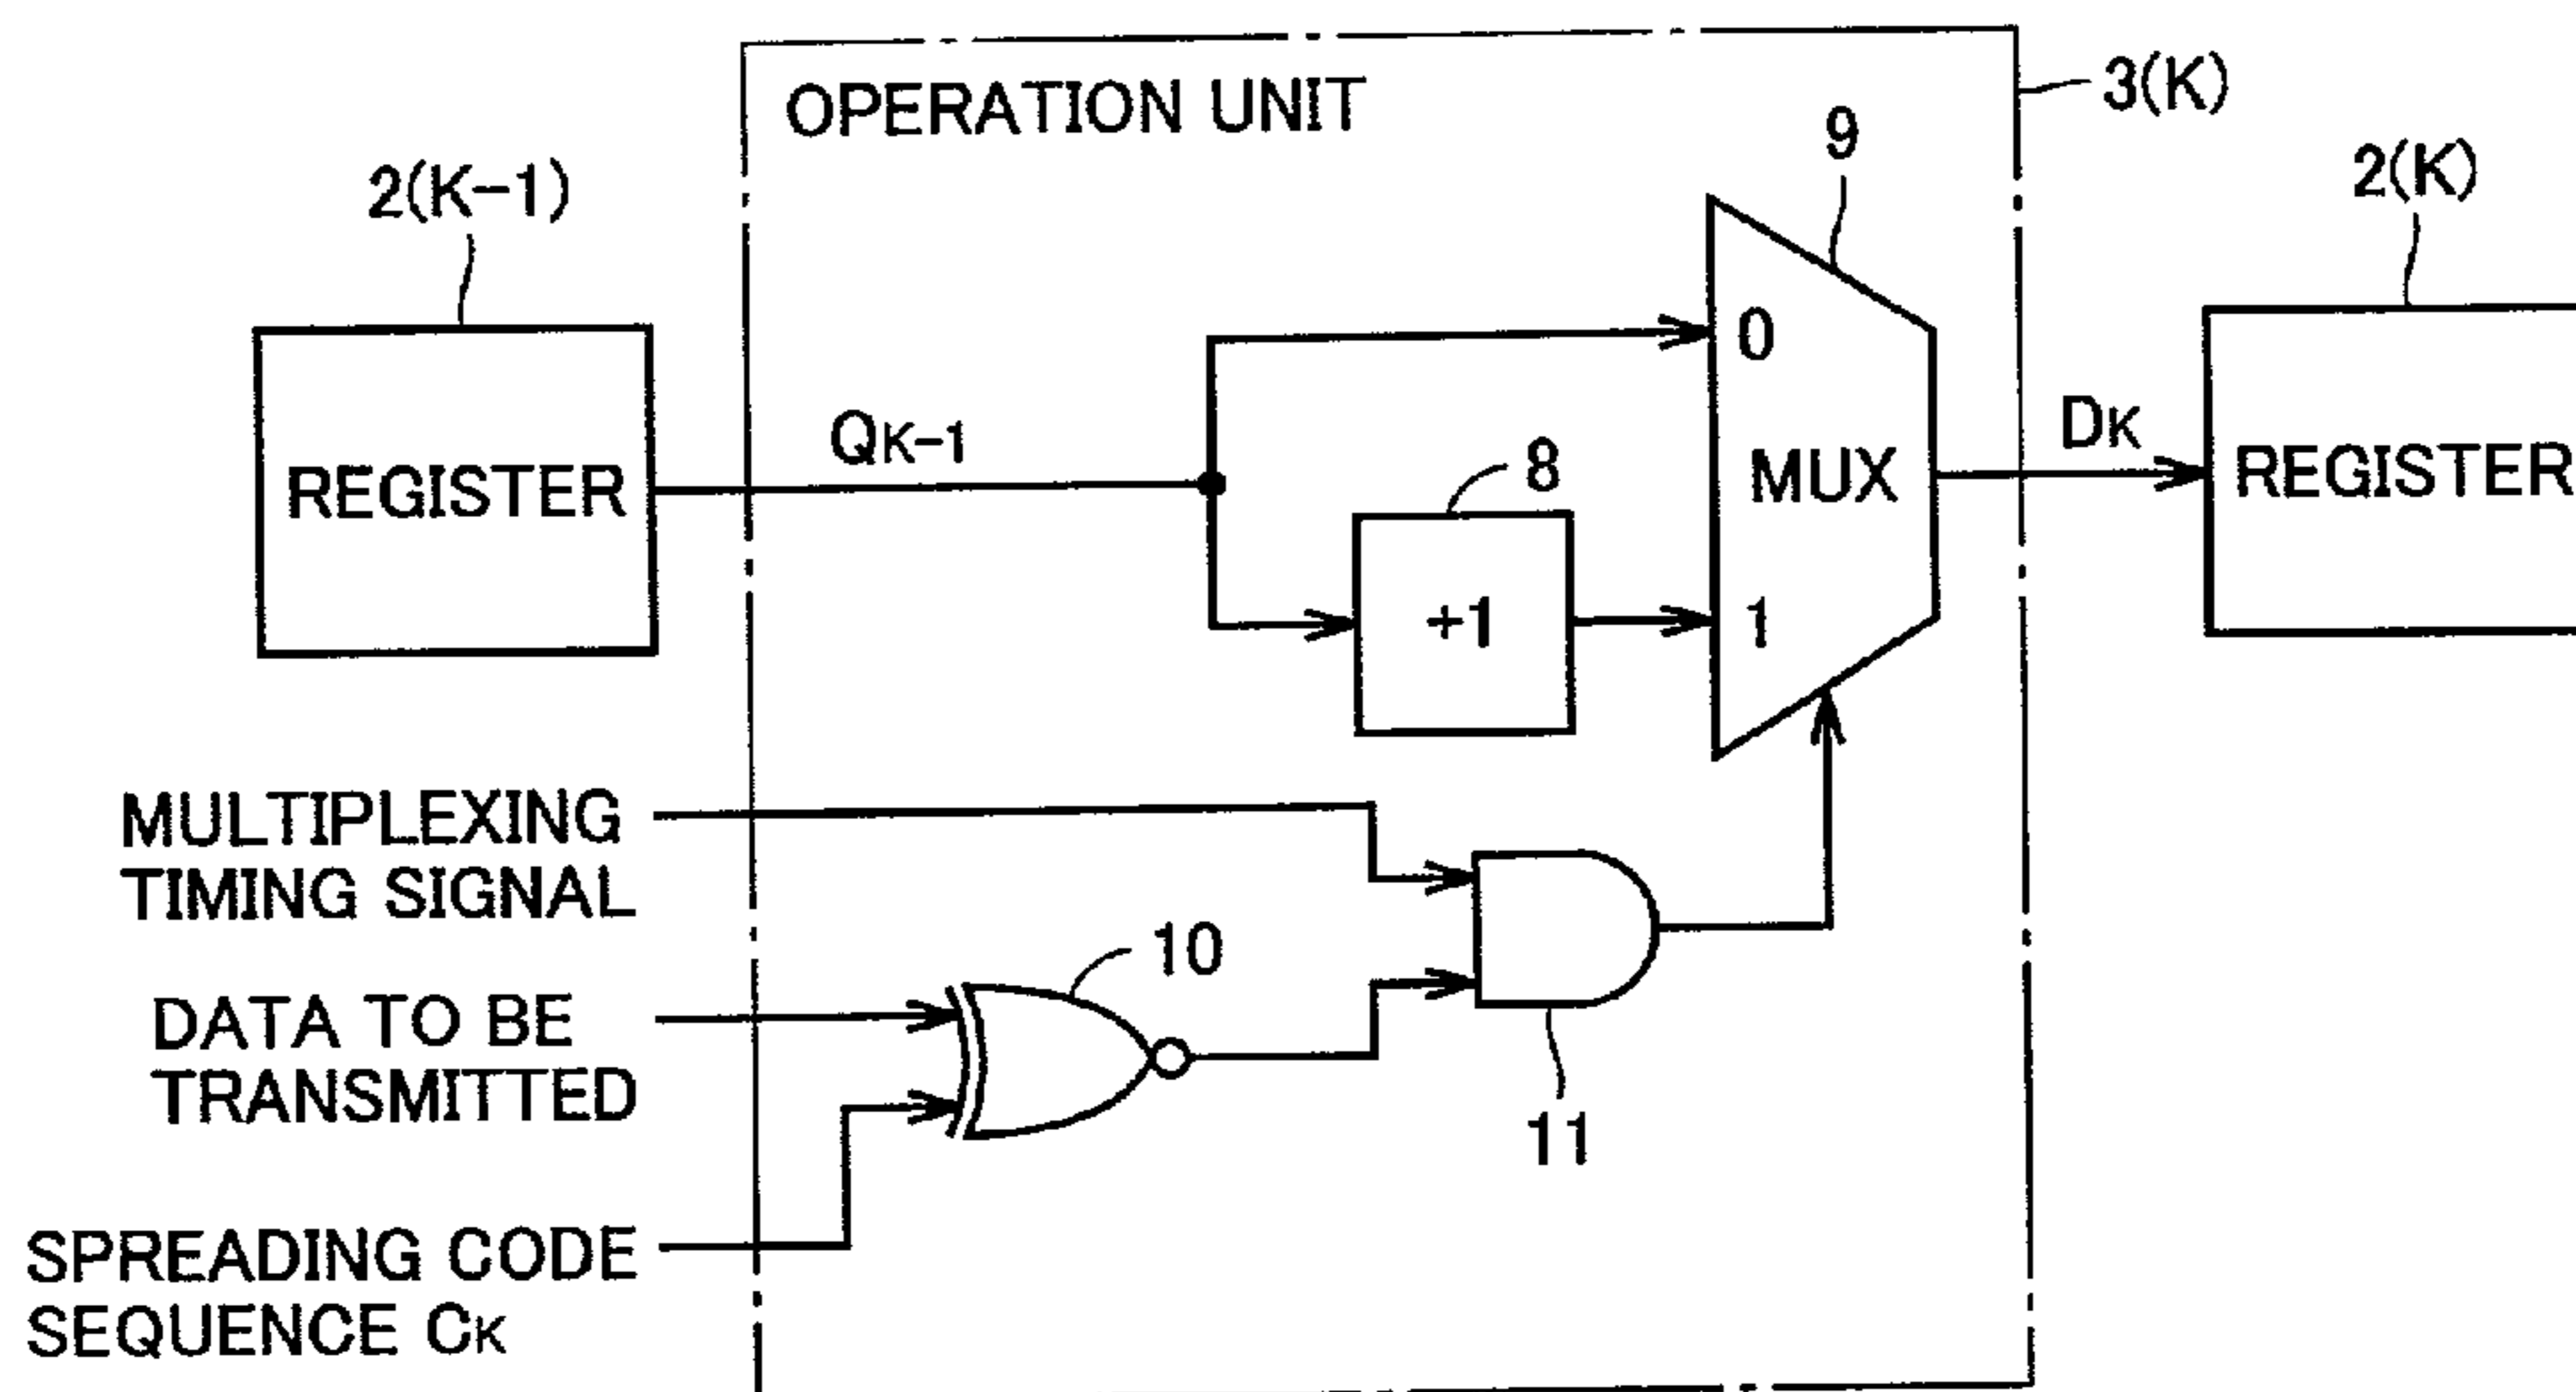 OPERATION UNIT
3(K)
9
2(K-1)
2(K)
0
QK-1
DK
8
REGISTER
MUX
REGISTER
+1
1
MULTIPLEXING
TIMING SIGNAL
10
DATA TO BE
TRANSMITTED
11
SPREADING CODE
SEQUENCE CK